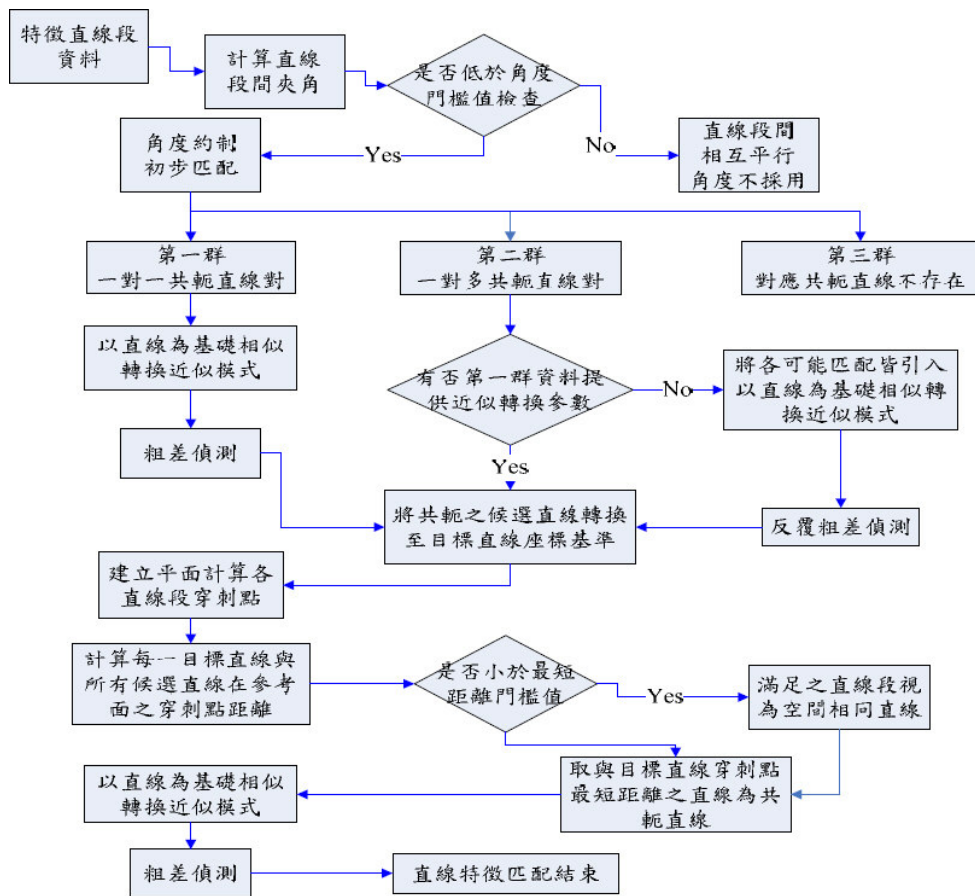 特徵直線段
資料
計算直線
段間夾角
是否低於角度
門檻值檢查
角度約制
初步匹配
Yes
No
直線段間
相互平行
角度不採用
第一群
一對一共軛直線對
第二群
一對多共軛直線對
第三群
對應共軛直線不存在
以直線為基礎相似
轉換近似模式
有否第一群資料提
供近似轉換參數
No
將各可能匹配皆引入
以直線為基礎相似轉
換近似模式
粗差偵測
Yes
將共軛之候選直線轉換
至目標直線座標基準
反覆粗差偵測
建立平面計算各
直線段穿刺點
計算每一目標直線與
所有候選直線在參考
面之穿刺點距離
是否小於最短
距離門檻值
Yes
滿足之直線段視
為空間相同直線
取與目標直線穿刺點
最短距離之直線為共
軛直線
以直線為基礎相似
轉換近似模式
粗差偵測
直線特徵匹配結束